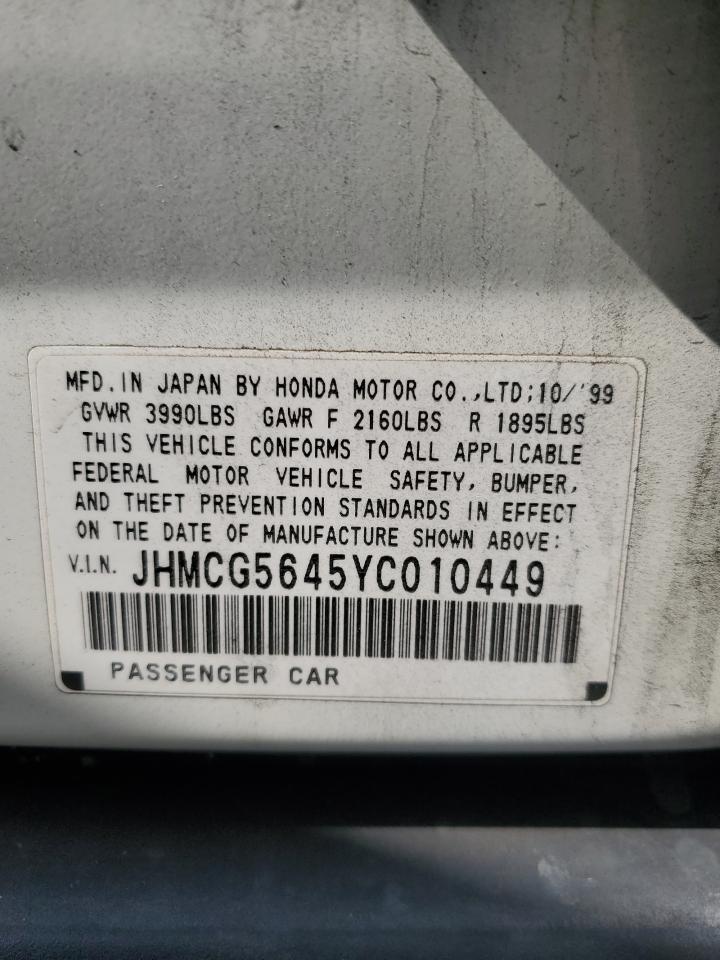 MFD.IN JAPAN BY HONDA MOTOR CO.,LTD;10/'99
GVWR 3990LBS GAWR F 2160LBS R 1895LBS
THIS VEHICLE CONFORMS TO ALL APPLICABLE
FEDERAL MOTOR VEHICLE SAFETY, BUMPER,
AND THEFT PREVENTION STANDARDS IN EFFECT
ON THE DATE OF MANUFACTURE SHOWN ABOVE:
V.I.N. JHMCG5645YC010449
PASSENGER CAR